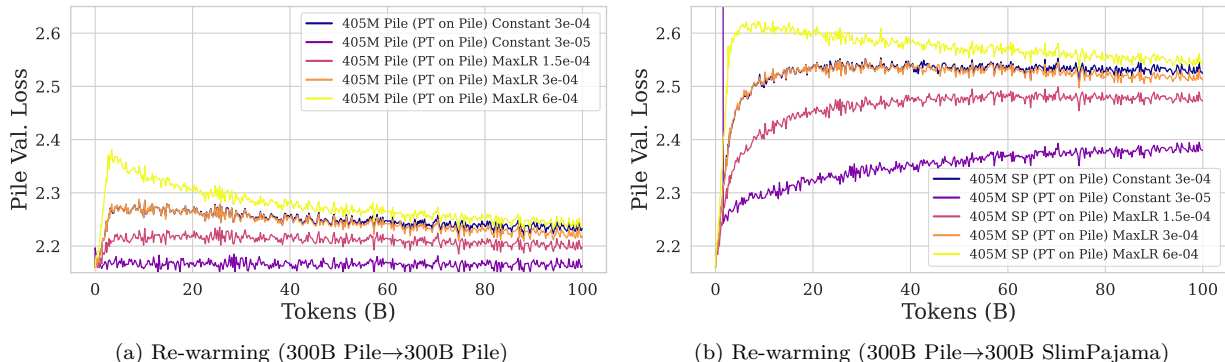 2.6
2.5
2.4
2.3
2.2
Pile Val. Loss
405M Pile (PT on Pile) Constant 3e-04
405M Pile (PT on Pile) Constant 3e-05
405M Pile (PT on Pile) MaxLR 1.5e-04
405M Pile (PT on Pile) MaxLR 3e-04
405M Pile (PT on Pile) MaxLR 6e-04
0 20 40 60 80 100
Tokens (B)
(a) Re-warming (300B Pile→300B Pile)
2.6
2.5
2.4
2.3
2.2
Pile Val. Loss
405M SP (PT on Pile) Constant 3e-04
405M SP (PT on Pile) Constant 3e-05
405M SP (PT on Pile) MaxLR 1.5e-04
405M SP (PT on Pile) MaxLR 3e-04
405M SP (PT on Pile) MaxLR 6e-04
0 20 40 60 80 100
Tokens (B)
(b) Re-warming (300B Pile→300B SlimPajama)